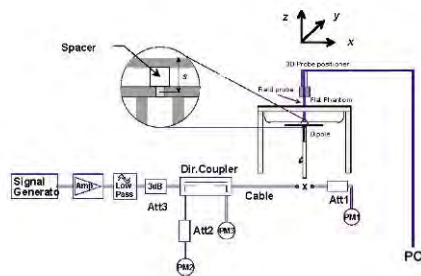 z
y
x
Spacer
s
3D Probe positioner
Field probe
Flat Phantom
Dipole
Dir.Coupler
Signal
Generato
Amp
Low
Pass
3dB
Att3
Cable
x
Att1
PM1
Att2
PM3
PM2
PC